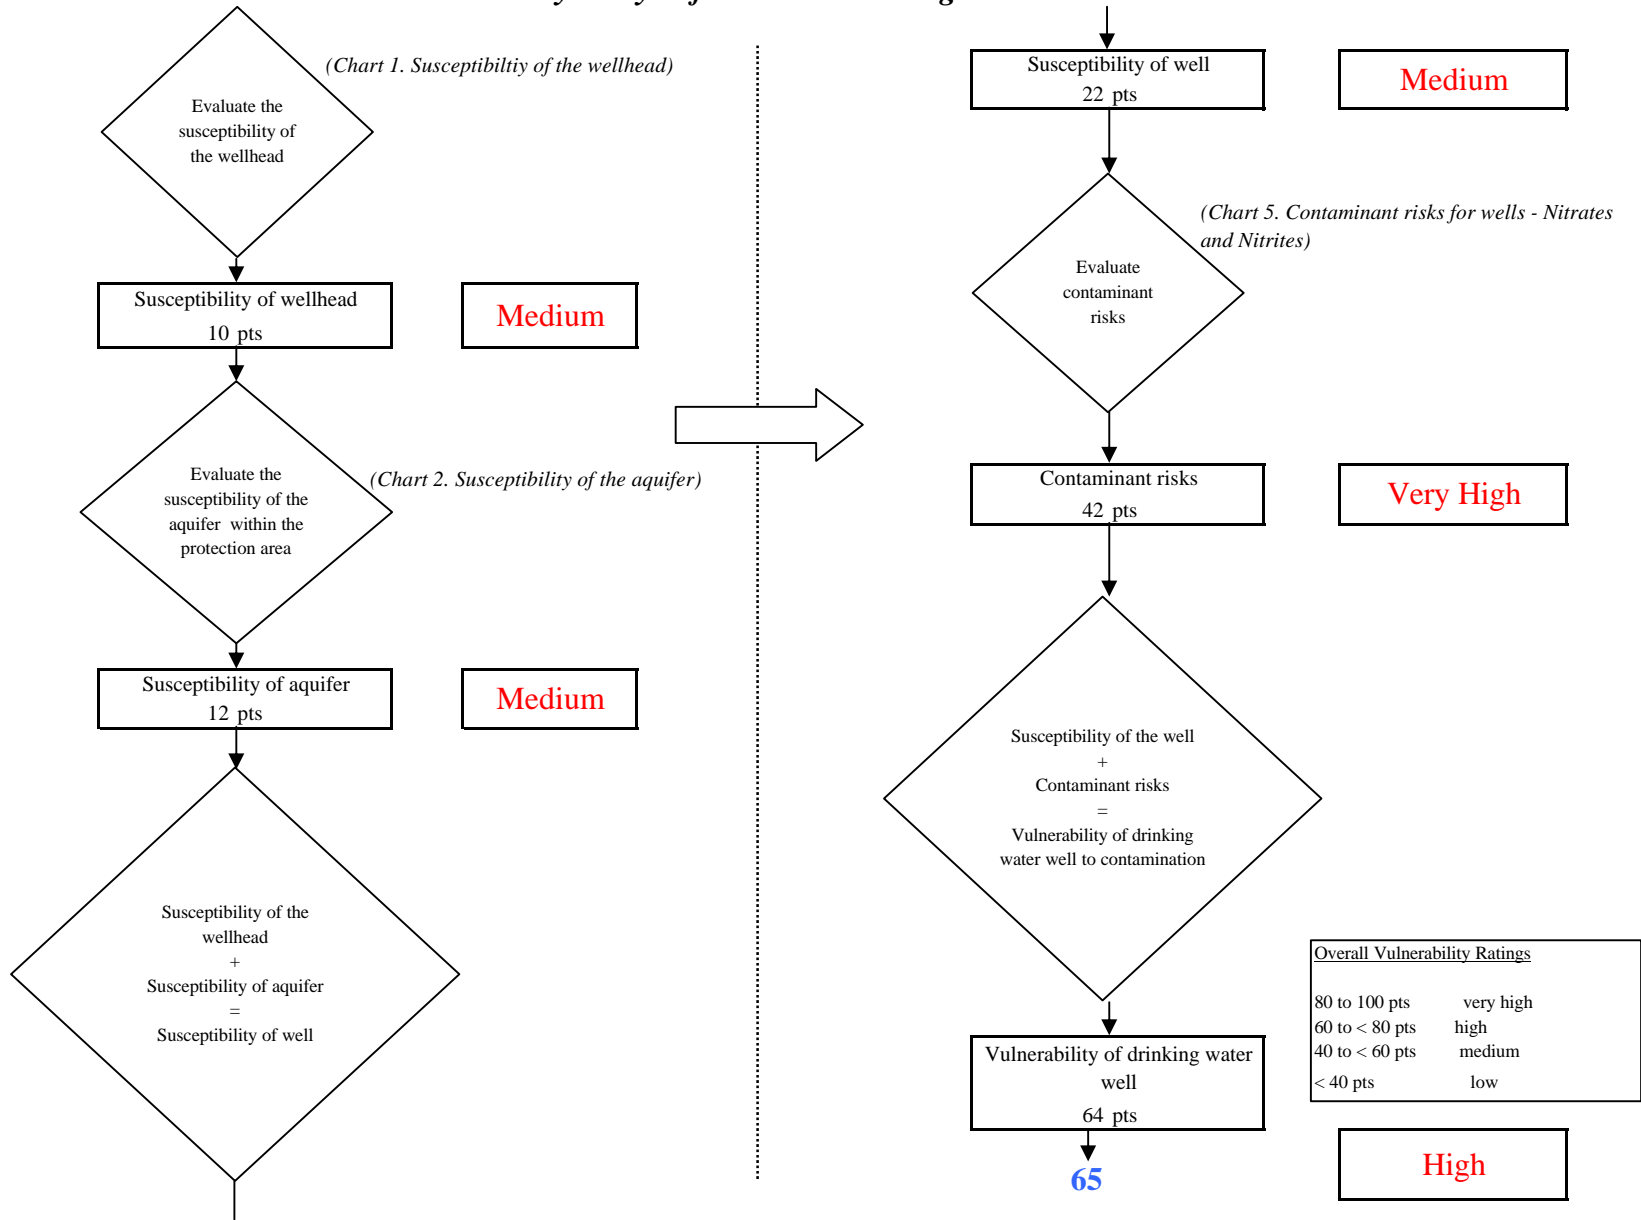 (Chart 1. Susceptibiltiy of the wellhead)
Evaluate the
susceptibility of
the wellhead
Susceptibility of wellhead
10 pts
Medium
Evaluate the
susceptibility of the
aquifer within the
protection area
(Chart 2. Susceptibility of the aquifer)
Susceptibility of aquifer
12 pts
Medium
Susceptibility of the
wellhead
+
Susceptibility of aquifer
=
Susceptibility of well
Susceptibility of well
22 pts
Medium
(Chart 5. Contaminant risks for wells - Nitrates
and Nitrites)
Evaluate
contaminant
risks
Contaminant risks
42 pts
Very High
Susceptibility of the well
+
Contaminant risks
=
Vulnerability of drinking
water well to contamination
Overall Vulnerability Ratings
80 to 100 pts very high
60 to < 80 pts high
40 to < 60 pts medium
< 40 pts low
Vulnerability of drinking water
well
64 pts
65
High